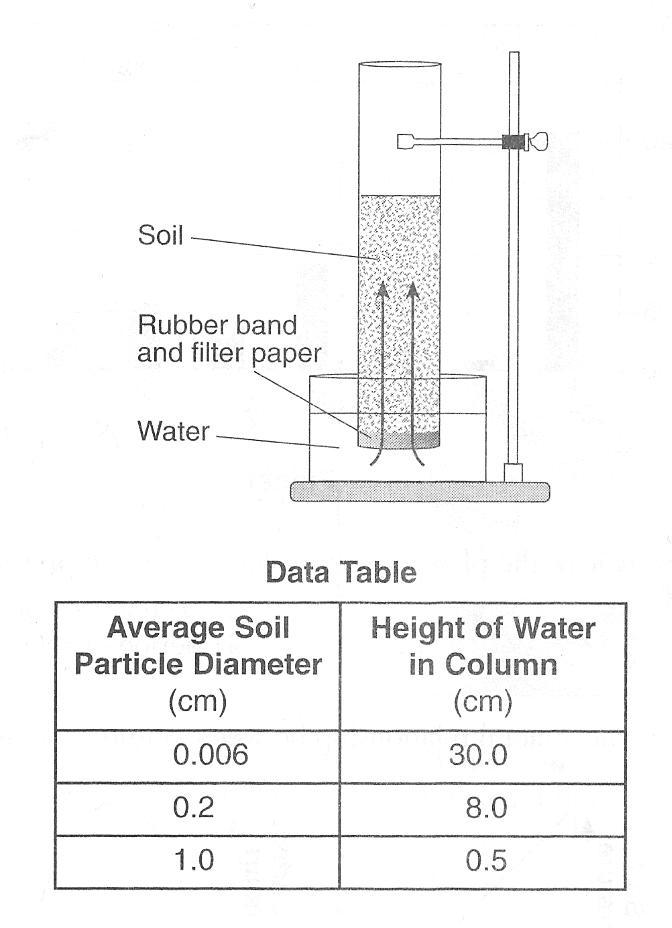 Soil
Rubber band
and filter paper
Water
Data Table
Average Soil
Particle Diameter
(cm)
Height of Water
in Column
(cm)
0.006
30.0
0.2
8.0
1.0
0.5